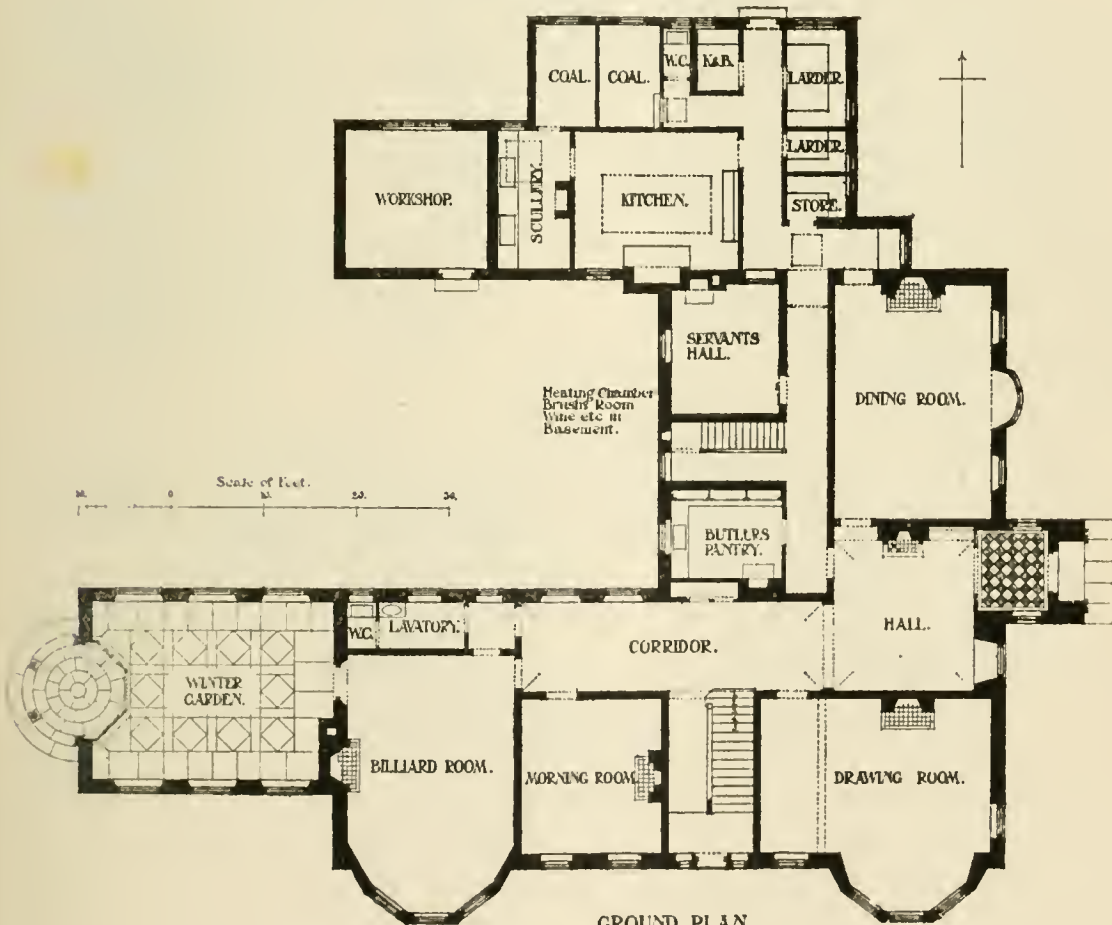 COAL.
COAL.
W.C.
K&B.
LARDER.
LARDER.
STORE.
WORKSHOP.
SCULLERY.
KITCHEN.
SERVANTS
HALL.
Heating Chamber
Brush Room
Wine etc in
Basement.
DINING ROOM.
Scale of Feet.
10. 0 10. 20. 30.
BUTLERS
PANTRY.
W.C.
LAVATORY.
CORRIDOR.
HALL.
WINTER
GARDEN.
BILLIARD ROOM.
MORNING ROOM.
DRAWING ROOM.
GROUND PLAN